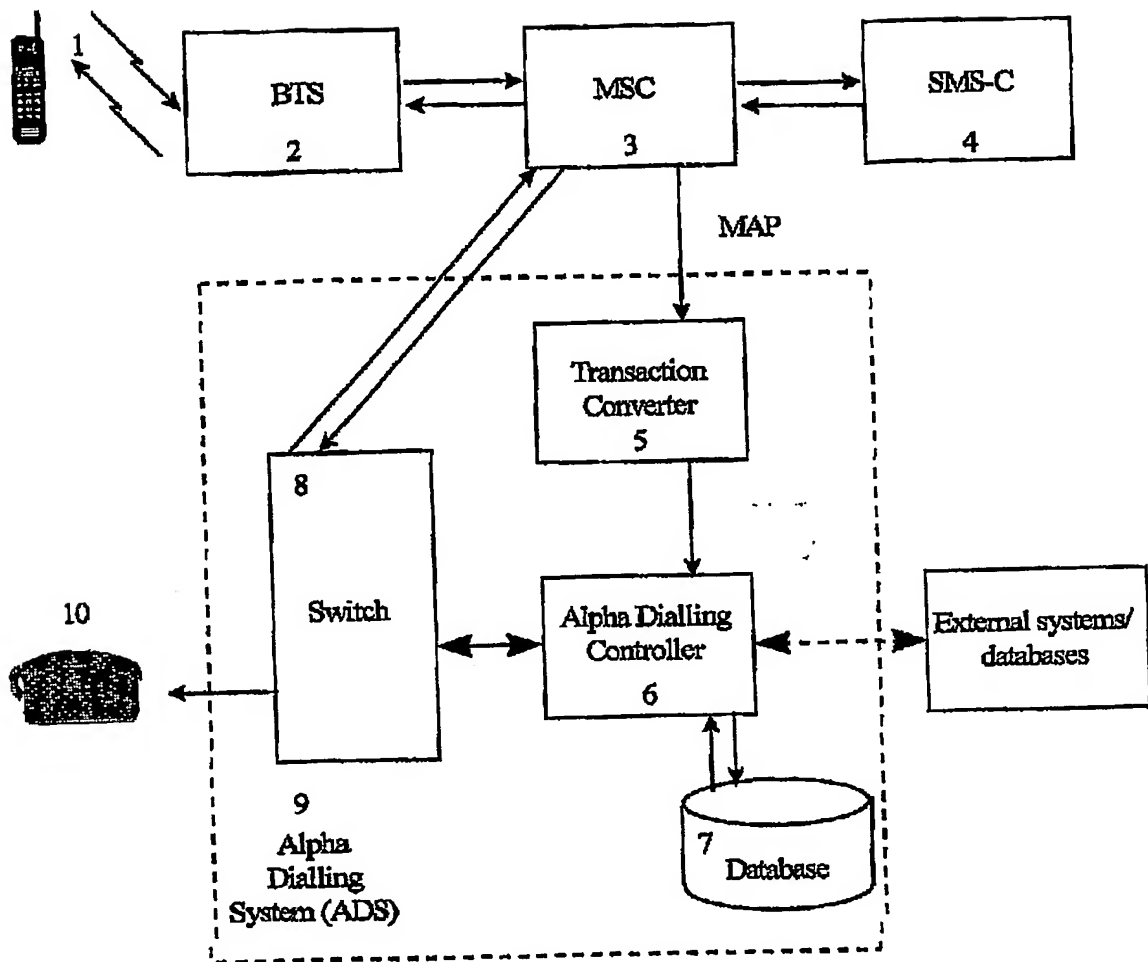 1
BTS
2
MSC
3
SMS-C
4
MAP
Transaction
Converter
5
8
Switch
Alpha Dialling
Controller
6
External systems/
databases
10
7
Database
9
Alpha
Dialling
System (ADS)